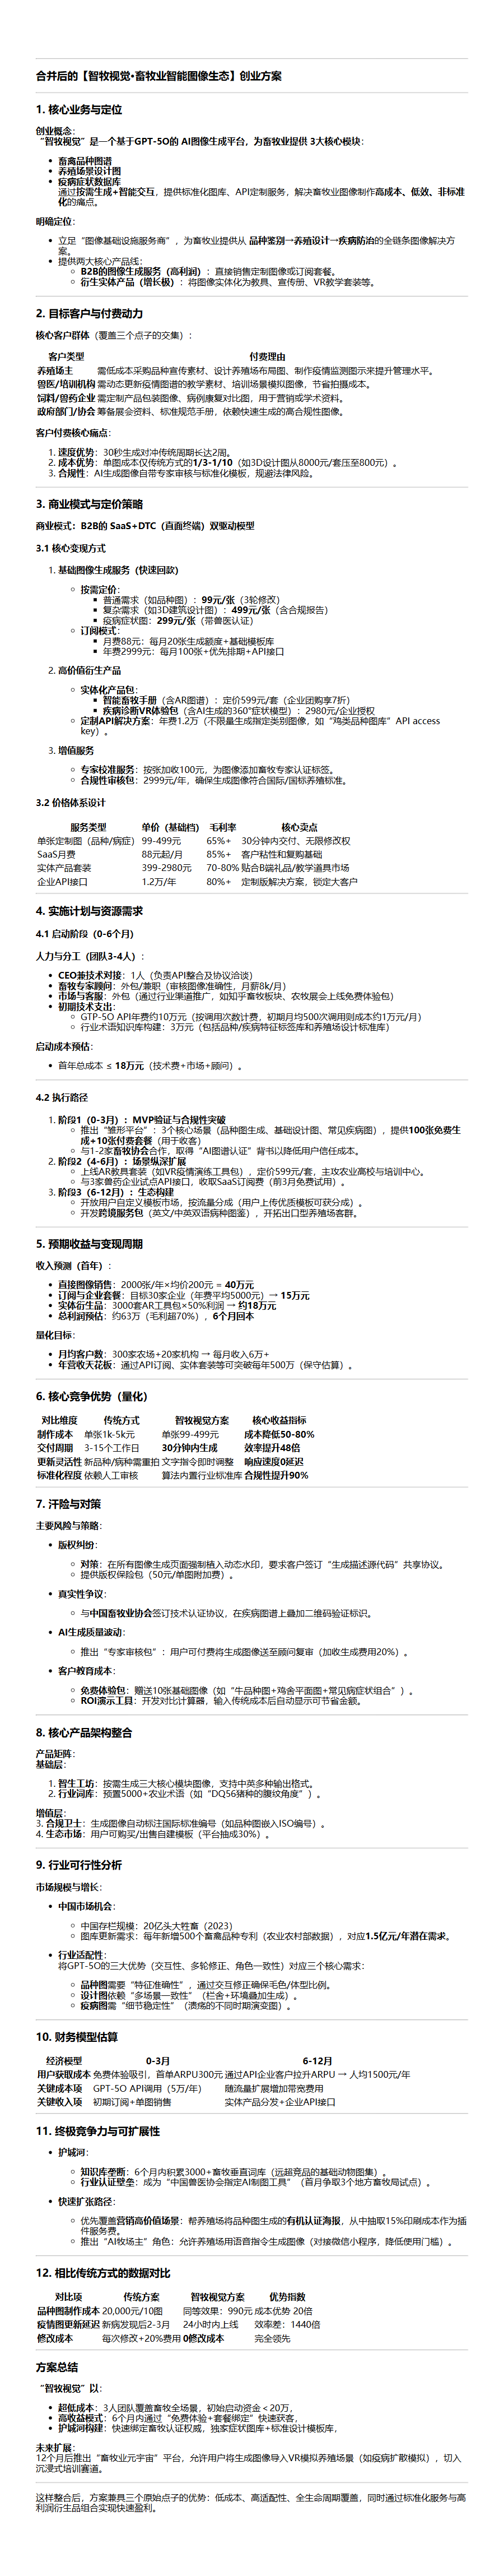 合并后的【智牧视觉·畜牧业智能图像生态】创业方案
1. 核心业务与定位
创业概念：
“智牧视觉”是一个基于GPT-5O的 AI图像生成平台，为畜牧业提供 3大核心模块：
• 畜禽品种图谱
• 养殖场景设计图
• 疫病症状数据库
通过按需生成+智能交互，提供标准化图库、API定制服务，解决畜牧业图像制作高成本、低效、非标准
化的痛点。
明确定位：
• 立足“图像基础设施服务商”，为畜牧业提供从 品种鉴别→养殖设计→疾病防治的全链条图像解决方
案。
• 提供两大核心产品线：
◦ B2B的图像生成服务（高利润）：直接销售定制图像或订阅套餐。
◦ 衍生实体产品（增长极）：将图像实体化为教具、宣传册、VR教学套装等。
2. 目标客户与付费动力
核心客户群体（覆盖三个点子的交集）：
客户类型 付费理由
养殖场主 需低成本采购品种宣传素材、设计养殖场布局图、制作疫情监测图示来提升管理水平。
兽医/培训机构 需动态更新疫情图谱的教学素材、培训场景模拟图像，节省拍摄成本。
饲料/兽药企业 需定制产品包装图像、病例康复对比图，用于营销或学术资料。
政府部门/协会 筹备展会资料、标准规范手册，依赖快速生成的高合规性图像。
客户付费核心痛点：
1. 速度优势：30秒生成对冲传统周期长达2周。
2. 成本优势：单图成本仅传统方式的1/3-1/10（如3D设计图从8000元/套压至800元）。
3. 合规性：AI生成图像自带专家审核与标准化模板，规避法律风险。
3. 商业模式与定价策略
商业模式：B2B的 SaaS+DTC（直面终端）双驱动模型
3.1 核心变现方式
1. 基础图像生成服务（快速回款）
◦ 按需定价：
▪ 普通需求（如品种图）：99元/张（3轮修改）
▪ 复杂需求（如3D建筑设计图）：499元/张（含合规报告）
▪ 疫病症状图：299元/张（带兽医认证）
◦ 订阅模式：
▪ 月费88元：每月20张生成额度+基础模板库
▪ 年费2999元：每月100张+优先排期+API接口
2. 高价值衍生产品
◦ 实体化产品包：
▪ 智能畜牧手册（含AR图谱）：定价599元/套（企业团购享7折）
▪ 疾病诊断VR体验包（含AI生成的360°症状模型）：2980元/企业授权
◦ 定制API解决方案：年费1.2万（不限量生成指定类别图像，如“鸡类品种图库”API access
key）。
3. 增值服务
◦ 专家校准服务：按张加收100元，为图像添加畜牧专家认证标签。
◦ 合规性审核包：2999元/年，确保生成图像符合国际/国标养殖标准。
3.2 价格体系设计
服务类型 单价（基础档） 毛利率 核心卖点
单张定制图（品种/病症） 99-499元 65%+ 30分钟内交付、无限修改权
SaaS月费 88元起/月 85%+ 客户粘性和复购基础
实体产品套装 399-2980元 70-80% 贴合B端礼品/教学道具市场
企业API接口 1.2万/年 80%+ 定制版解决方案，锁定大客户
4. 实施计划与资源需求
4.1 启动阶段（0-6个月）
人力与分工（团队3-4人）：
• CEO兼技术对接：1人（负责API整合及协议洽谈）
• 畜牧专家顾问：外包/兼职（审核图像准确性，月薪8k/月）
• 市场与客服：外包（通过行业渠道推广，如知乎畜牧板块、农牧展会上线免费体验包）
• 初期技术支出：
◦ GTP-5O API年费约10万元（按调用次数计费，初期月均500次调用则成本约1万元/月）
◦ 行业术语知识库构建：3万元（包括品种/疾病特征标签库和养殖场设计标准库）
启动成本预估：
• 首年总成本 ≤ 18万元（技术费+市场+顾问）。
4.2 执行路径
1. 阶段1（0-3月）：MVP验证与合规性突破
◦ 推出“雏形平台”：3个核心场景（品种图生成、基础设计图、常见疾病图），提供100张免费生
成+10张付费套餐（用于收客）
◦ 与1-2家畜牧协会合作，取得“AI图谱认证”背书以降低用户信任成本。
2. 阶段2（4-6月）：场景纵深扩展
◦ 上线AR教具套装（如VR疫情演练工具包），定价599元/套，主攻农业高校与培训中心。
◦ 与3家兽药企业试点API接口，收取SaaS订阅费（前3月免费试用）。
3. 阶段3（6-12月）：生态构建
◦ 开放用户自定义模板市场，按流量分成（用户上传优质模板可获分成）。
◦ 开发跨境服务包（英文/中英双语病种图鉴），开拓出口型养殖场客群。
5. 预期收益与变现周期
收入预测（首年）：
• 直接图像销售：2000张/年×均价200元 = 40万元
• 订阅与企业套餐：目标30家企业（年费平均5000元）→ 15万元
• 实体衍生品：3000套AR工具包×50%利润 → 约18万元
• 总利润预估：约63万（毛利超70%），6个月回本
量化目标：
• 月均客户数：300家农场+20家机构 → 每月收入6万+
• 年营收天花板：通过API订阅、实体套装等可突破每年500万（保守估算）。
6. 核心竞争优势（量化）
对比维度 传统方式 智牧视觉方案 核心收益指标
制作成本 单张1k-5k元 单张99-499元 成本降低50-80%
交付周期 3-15个工作日 30分钟内生成 效率提升48倍
更新灵活性 新品种/病种需重拍 文字指令即时调整 响应速度0延迟
标准化程度 依赖人工审核 算法内置行业标准库 合规性提升90%
7. 汗险与对策
主要风险与策略：
• 版权纠纷：
◦ 对策：在所有图像生成页面强制植入动态水印，要求客户签订“生成描述源代码”共享协议。
◦ 提供版权保险包（50元/单图附加费）。
• 真实性争议：
◦ 与中国畜牧业协会签订技术认证协议，在疾病图谱上叠加二维码验证标识。
• AI生成质量波动：
◦ 推出“专家审核包”：用户可付费将生成图像送至顾问复审（加收生成费用20%）。
• 客户教育成本：
◦ 免费体验包：赠送10张基础图像（如“牛品种图+鸡舍平面图+常见病症状组合”）。
◦ ROI演示工具：开发对比计算器，输入传统成本后自动显示可节省金额。
8. 核心产品架构整合
产品矩阵：
基础层：
1. 智生工坊：按需生成三大核心模块图像，支持中英多种输出格式。
2. 行业词库：预置5000+农业术语（如“DQ56猪种的腹纹角度”）。
增值层：
3. 合规卫士：生成图像自动标注国际标准编号（如品种图嵌入ISO编号）。
4. 生态市场：用户可购买/出售自建模板（平台抽成30%）。
9. 行业可行性分析
市场规模与增长：
• 中国市场机会：
◦ 中国存栏规模：20亿头大牲畜（2023）
◦ 图库更新需求：每年新增500个畜禽品种专利（农业农村部数据），对应1.5亿元/年潜在需求。
• 行业适配性：
将GPT-5O的三大优势（交互性、多轮修正、角色一致性）对应三个核心需求：
◦ 品种图需要“特征准确性”，通过交互修正确保毛色/体型比例。
◦ 设计图依赖“多场景一致性”（栏舍+环境叠加生成）。
◦ 疫病图需“细节稳定性”（溃疡的不同时期演变图）。
10. 财务模型估算
经济模型 0-3月 6-12月
用户获取成本 免费体验吸引，首单ARPU300元 通过API企业客户拉升ARPU → 人均1500元/年
关键成本项 GPT-5O API调用（5万/年） 随流量扩展增加带宽费用
关键收入项 初期订阅+单图销售 实体产品分发+企业API接口
11. 终极竞争力与可扩展性
• 护城河：
◦ 知识库垄断：6个月内积累3000+畜牧垂直词库（远超竞品的基础动物图集）。
◦ 行业认证壁垒：成为“中国兽医协会指定AI制图工具”（首月争取3个地方畜牧局试点）。
• 快速扩张路径：
◦ 优先覆盖营销高价值场景：帮养殖场将品种图生成的有机认证海报，从中抽取15%印刷成本作为插
件服务费。
◦ 推出“AI牧场主”角色：允许养殖场用语音指令生成图像（对接微信小程序，降低使用门槛）。
12. 相比传统方式的数据对比
对比项 传统方案 智牧视觉方案 优势指数
品种图制作成本 20,000元/10图 同等效果：990元 成本优势 20倍
疫情图更新延迟 新病发现后2-3月 24小时内上线 效率差：1440倍
修改成本 每次修改+20%费用 0修改成本 完全领先
方案总结
“智牧视觉”以：
• 超低成本：3人团队覆盖畜牧全场景，初始启动资金＜20万，
• 高收益模式：6个月内通过“免费体验+套餐绑定”快速获客，
• 护城河构建：快速绑定畜牧认证权威，独家症状图库+标准设计模板库，
未来扩展：
12个月后推出“畜牧业元宇宙”平台，允许用户将生成图像导入VR模拟养殖场景（如疫病扩散模拟），切入
沉浸式培训赛道。
这样整合后，方案兼具三个原始点子的优势：低成本、高适配性、全生命周期覆盖，同时通过标准化服务与高
利润衍生品组合实现快速盈利。